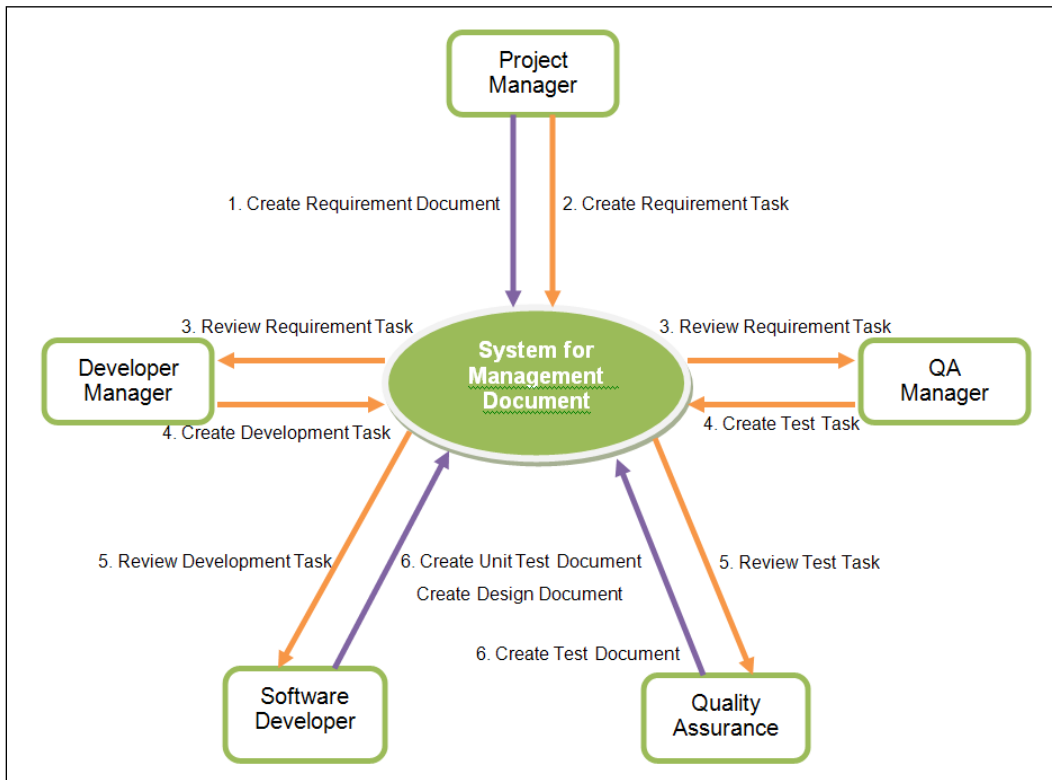 Project
Manager
1. Create Requirement Document
2. Create Requirement Task
3. Review Requirement Task
3. Review Requirement Task
Developer
Manager
System for
Management
Document
QA
Manager
4. Create Development Task
4. Create Test Task
5. Review Development Task
6. Create Unit Test Document
Create Design Document
5. Review Test Task
6. Create Test Document
Software
Developer
Quality
Assurance